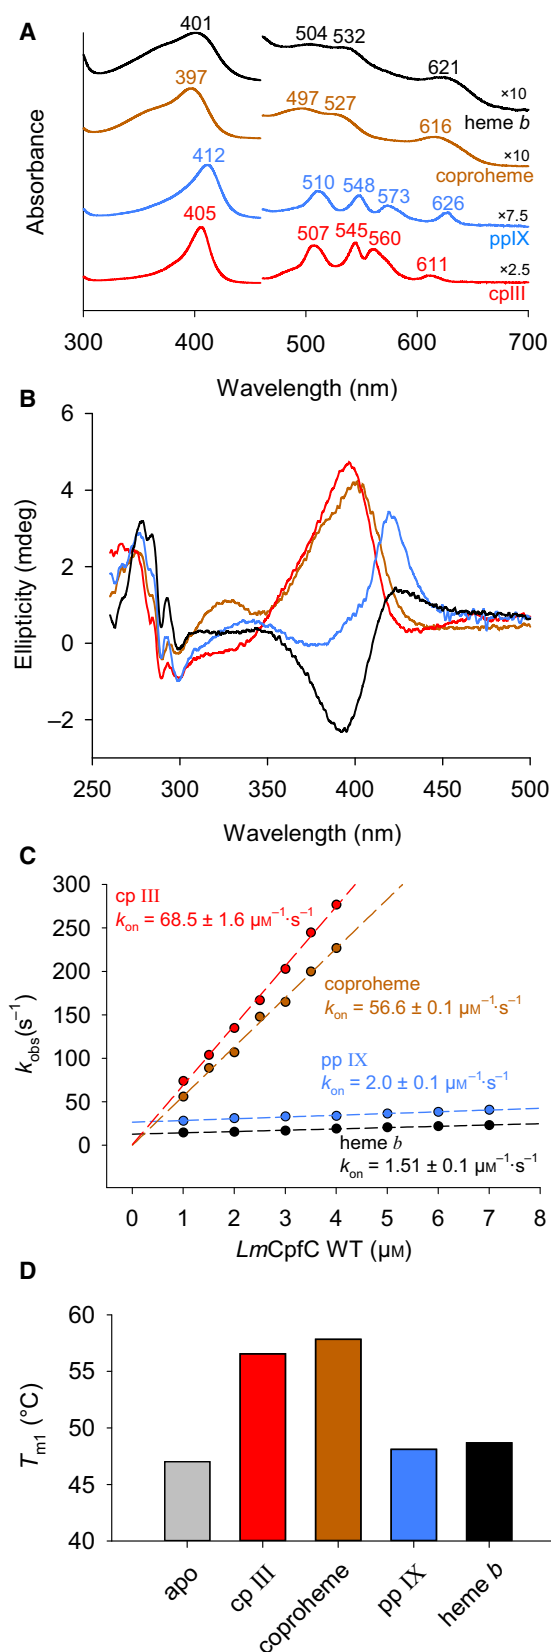 A
401
504 532
621
×10
heme b
397
497 527
616
×10
coproheme
412
510 548 573 626
×7.5
ppIX
405
507 545 560
611
×2.5
cpIII
Absorbance
300 400 500 600 700
Wavelength (nm)
B
6
4
2
0
–2
Ellipticity (mdeg)
250 300 350 400 450 500
Wavelength (nm)
C
300
250
200
150
100
50
0
kobs(s−1)
cp III
kon = 68.5 ± 1.6 μM−1·s−1
coproheme
kon = 56.6 ± 0.1 μM−1·s−1
pp IX
kon = 2.0 ± 0.1 μM−1·s−1
heme b
kon = 1.51 ± 0.1 μM−1·s−1
0 1 2 3 4 5 6 7 8
LmCpfC WT (μM)
D
60
55
50
45
40
Tm1 (°C)
apo
cp III
coproheme
pp IX
heme b